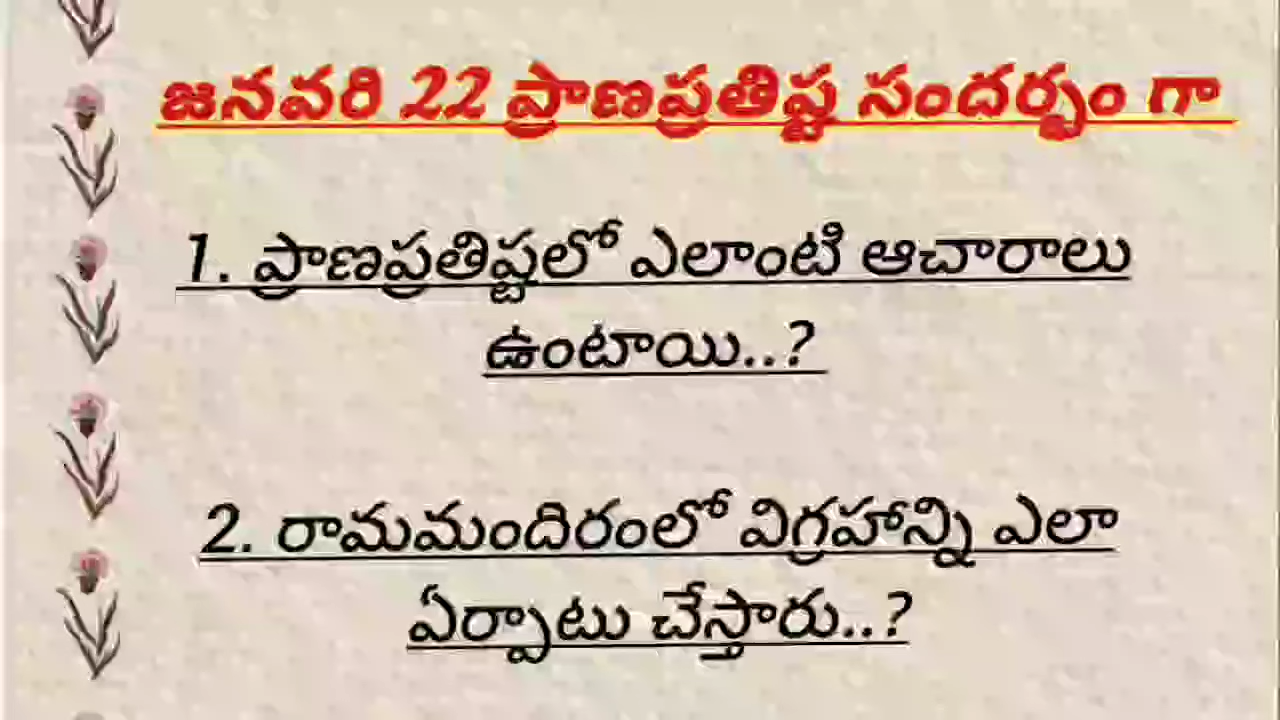 జనవరి 22 ప్రాణప్రతిష్ట సందర్భం గా
1. ప్రాణప్రతిష్టలో ఎలాంటి ఆచారాలు
ఉంటాయి..?
2. రామమందిరంలో విగ్రహాన్ని ఎలా
ఏర్పాటు చేస్తారు..?